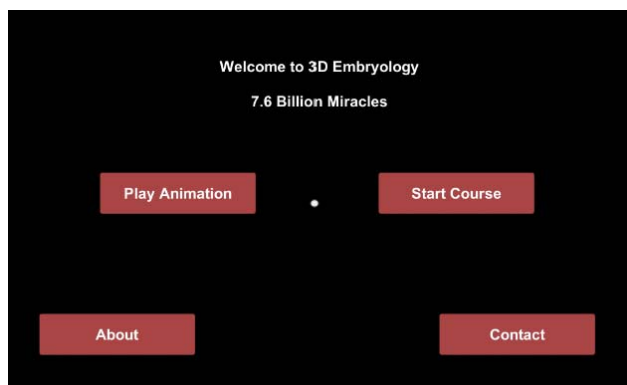 Welcome to 3D Embryology
7.6 Billion Miracles
Play Animation
Start Course
About
Contact